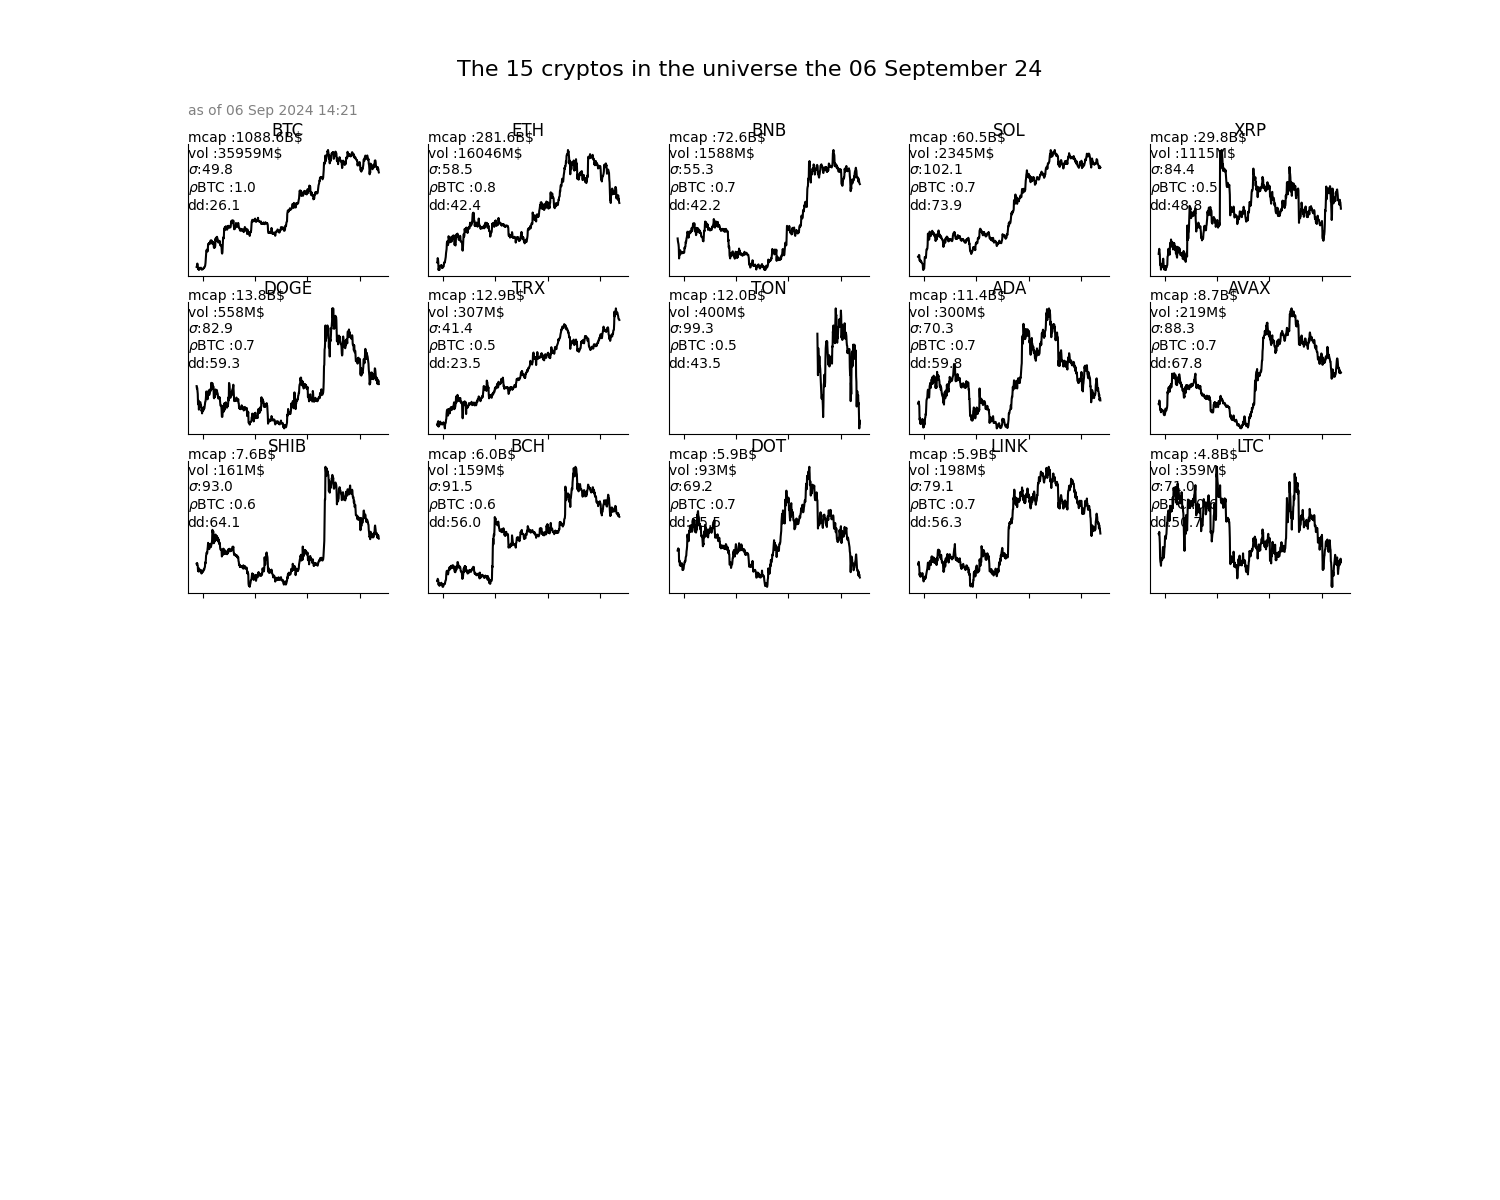 The 15 cryptos in the universe the 06 September 24
as of 06 Sep 2024 14:21
BTC
mcap :1088.6B$
vol :35959M$
σ:49.8
ρBTC :1.0
dd:26.1
ETH
mcap :281.6B$
vol :16046M$
σ:58.5
ρBTC :0.8
dd:42.4
BNB
mcap :72.6B$
vol :1588M$
σ:55.3
ρBTC :0.7
dd:42.2
SOL
mcap :60.5B$
vol :2345M$
σ:102.1
ρBTC :0.7
dd:73.9
XRP
mcap :29.8B$
vol :1115M$
σ:84.4
ρBTC :0.5
dd:48.8
DOGE
mcap :13.8B$
vol :558M$
σ:82.9
ρBTC :0.7
dd:59.3
TRX
mcap :12.9B$
vol :307M$
σ:41.4
ρBTC :0.5
dd:23.5
TON
mcap :12.0B$
vol :400M$
σ:99.3
ρBTC :0.5
dd:43.5
ADA
mcap :11.4B$
vol :300M$
σ:70.3
ρBTC :0.7
dd:59.8
AVAX
mcap :8.7B$
vol :219M$
σ:88.3
ρBTC :0.7
dd:67.8
SHIB
mcap :7.6B$
vol :161M$
σ:93.0
ρBTC :0.6
dd:64.1
BCH
mcap :6.0B$
vol :159M$
σ:91.5
ρBTC :0.6
dd:56.0
DOT
mcap :5.9B$
vol :93M$
σ:69.2
ρBTC :0.7
LINK
mcap :5.9B$
vol :198M$
σ:79.1
ρBTC :0.7
dd:56.3
LTC
mcap :4.8B$
vol :359M$
σ:71.0
ρBTC :0.6
dd:50.7